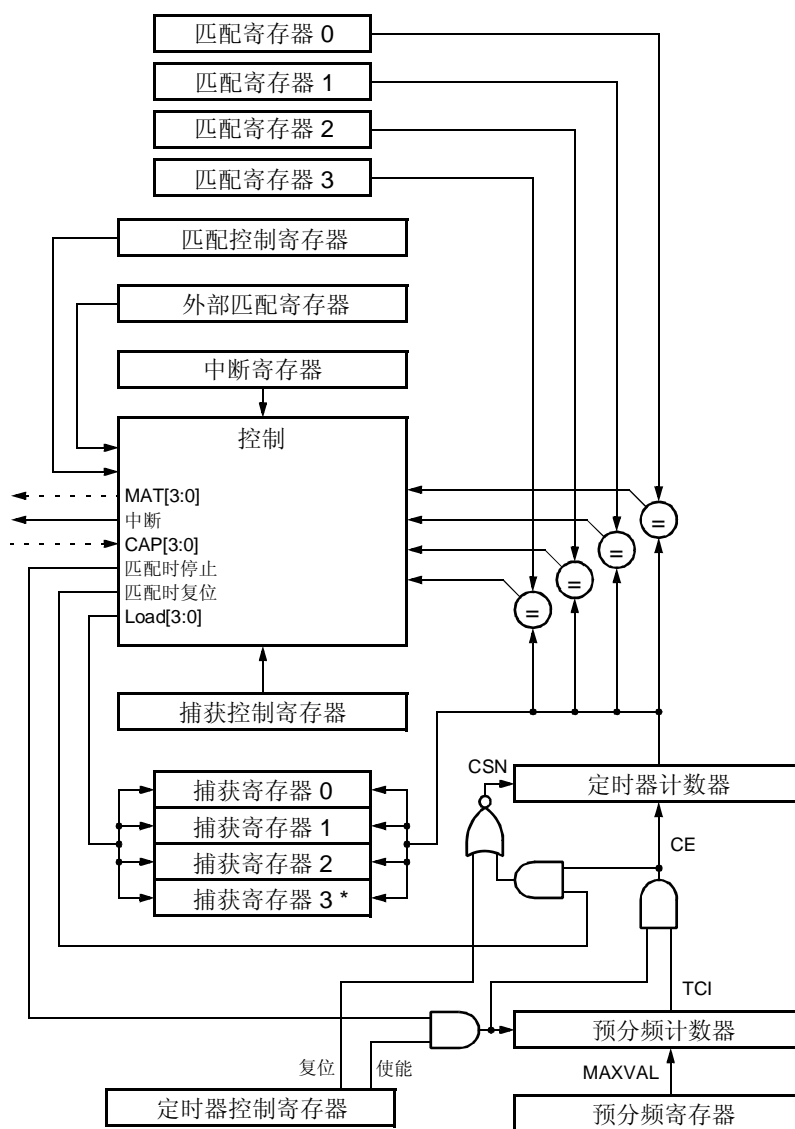 匹配寄存器 0
匹配寄存器 1
匹配寄存器 2
匹配寄存器 3
匹配控制寄存器
外部匹配寄存器
中断寄存器
控制
MAT[3:0]
中断
CAP[3:0]
匹配时停止
匹配时复位
Load[3:0]
=
=
=
=
捕获控制寄存器
捕获寄存器 0
捕获寄存器 1
捕获寄存器 2
捕获寄存器 3 *
CSN
定时器计数器
CE
TCI
预分频计数器
复位
使能
MAXVAL
定时器控制寄存器
预分频寄存器